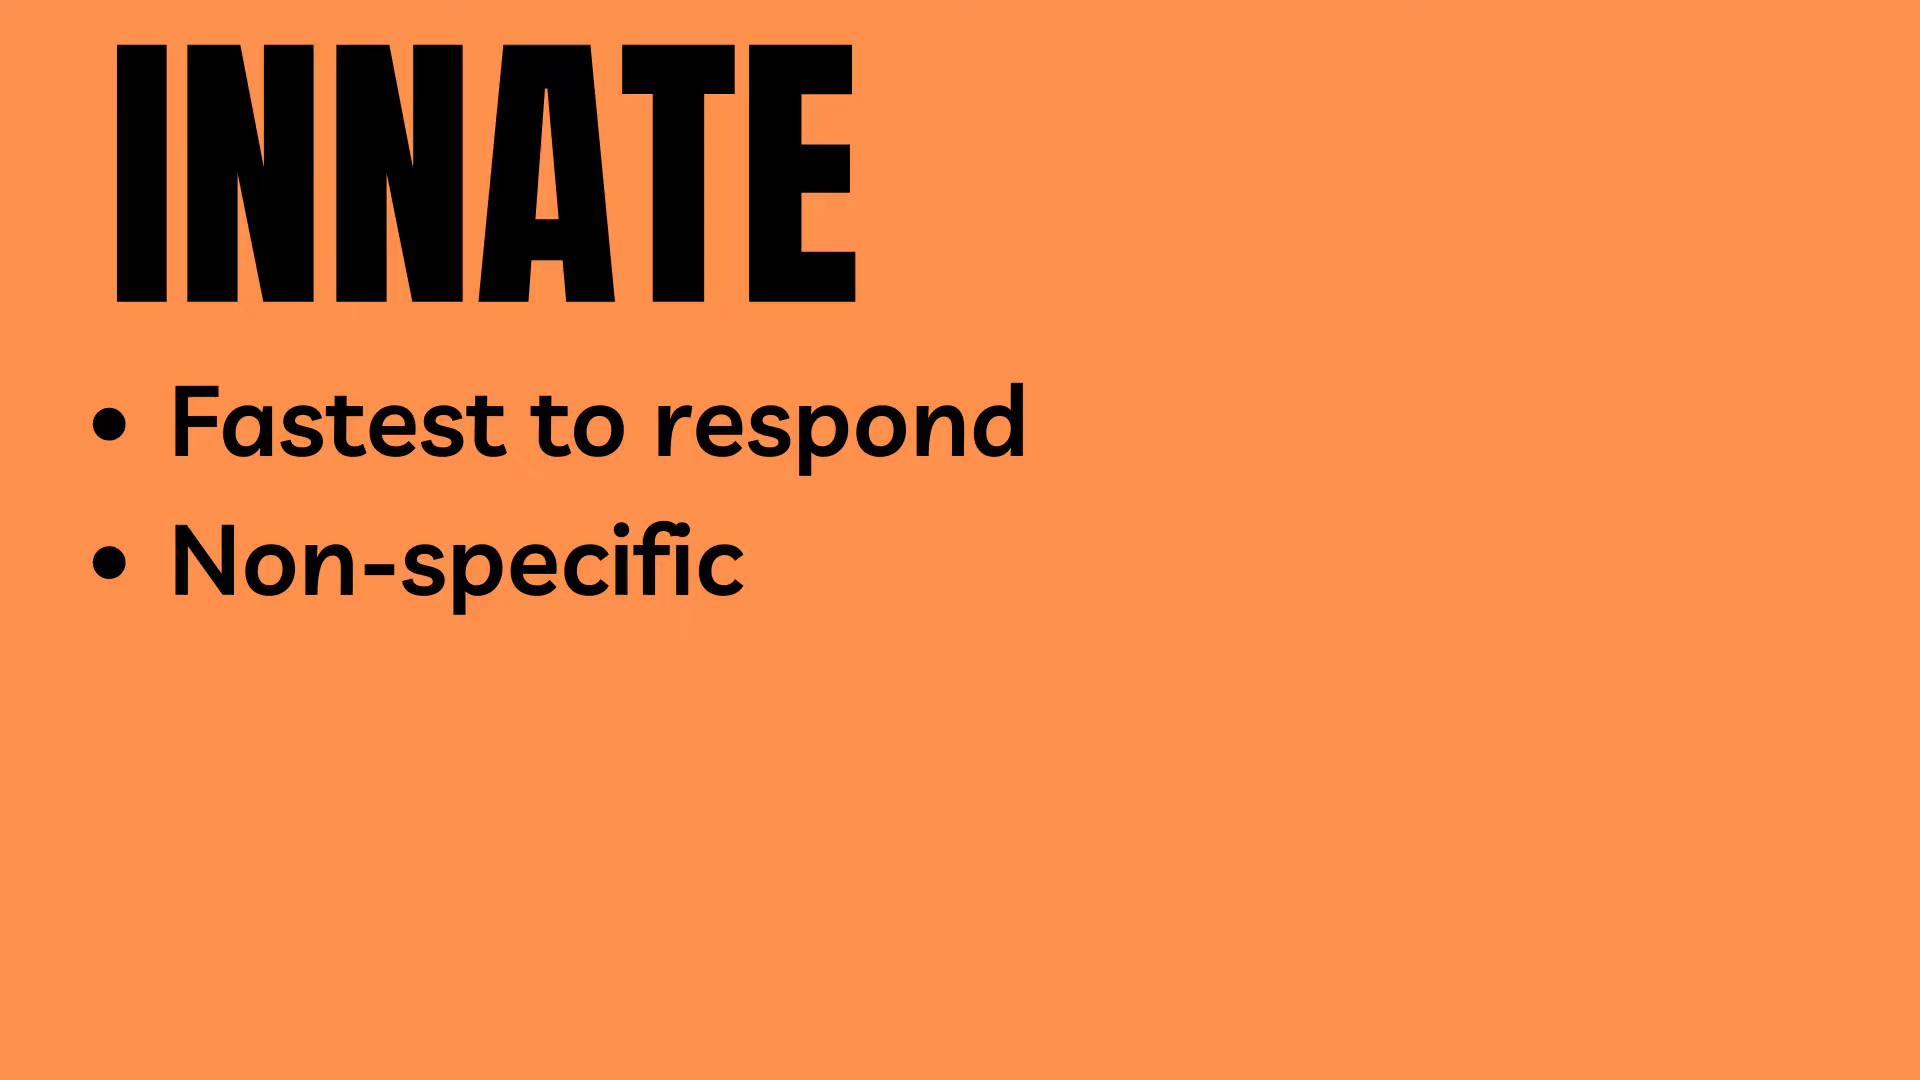 INNATE
• Fastest to respond
• Non-specific